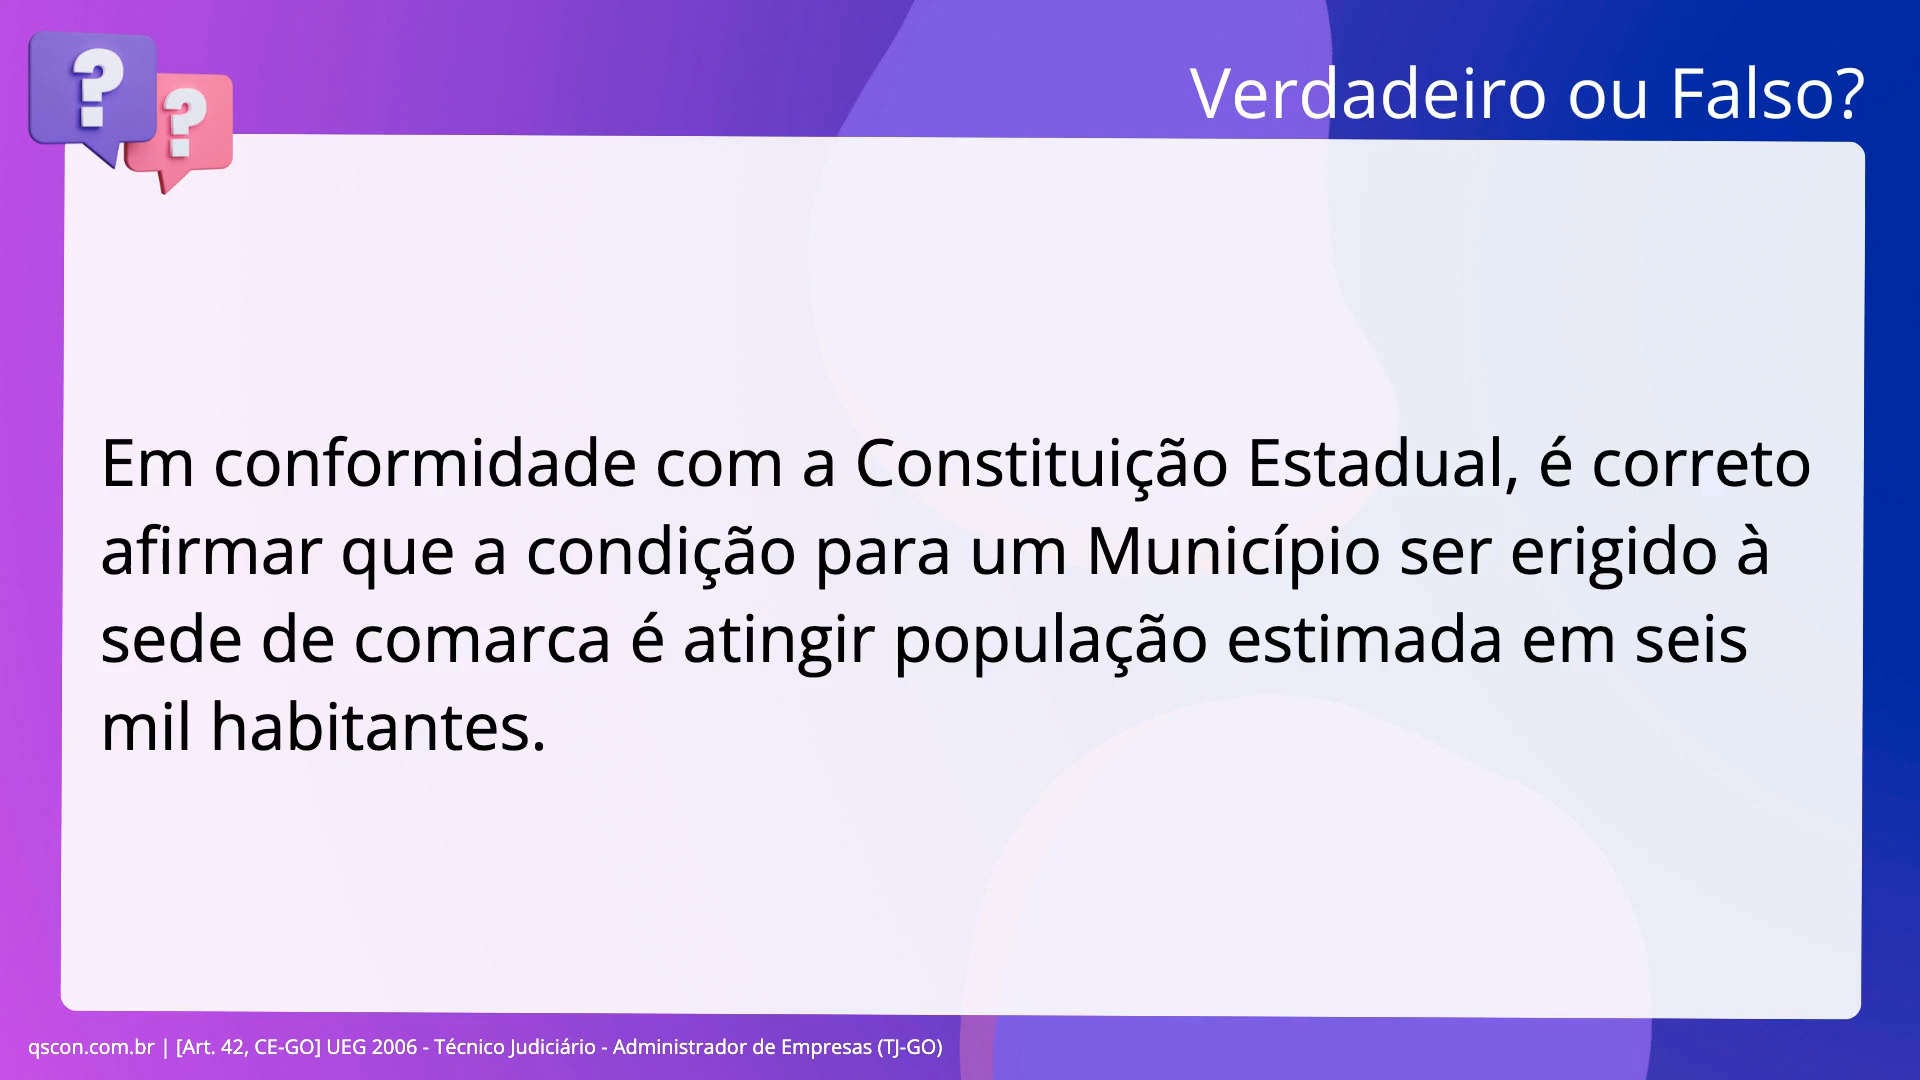 Verdadeiro ou Falso?
Em conformidade com a Constituição Estadual, é correto
afirmar que a condição para um Município ser erigido à
sede de comarca é atingir população estimada em seis
mil habitantes.
qscon.com.br | [Art. 42, CE-GO] UEG 2006 - Técnico Judiciário - Administrador de Empresas (TJ-GO)